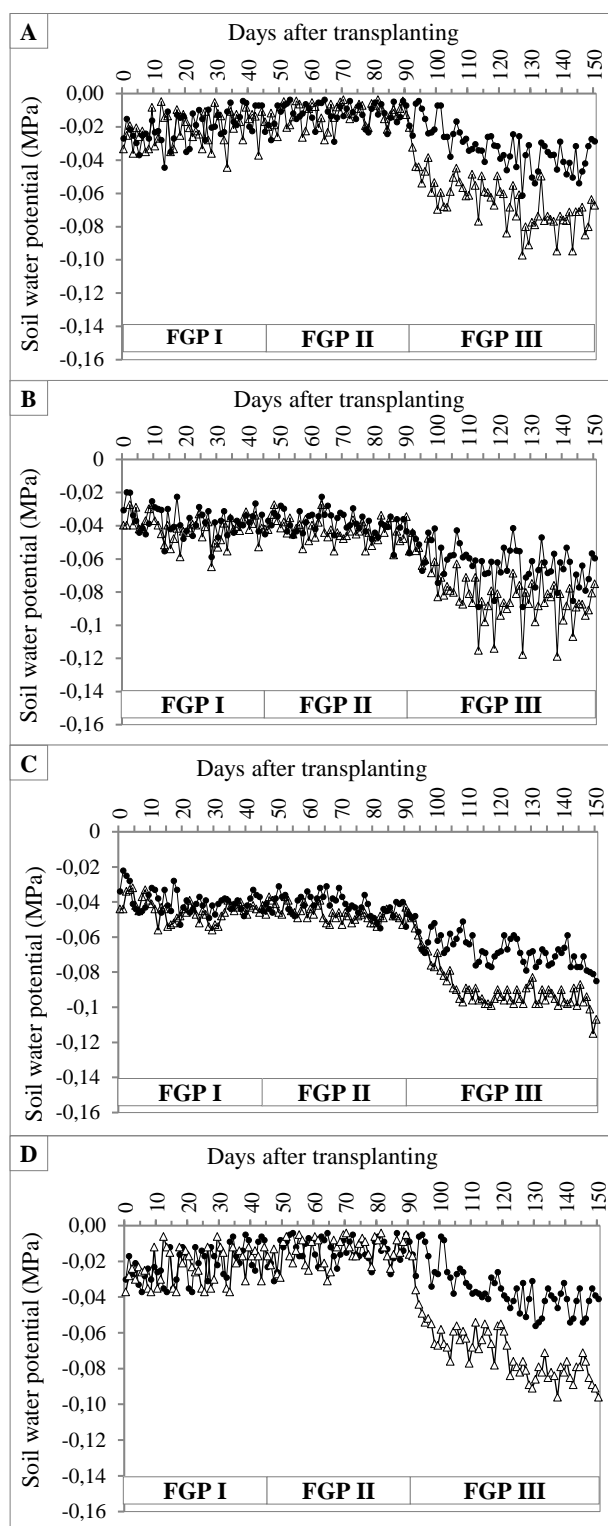 A
Days after transplanting
0 10 20 30 40 50 60 70 80 90 100 110 120 130 140 150
Soil water potential (MPa)
0,00
-0,02
-0,04
-0,06
-0,08
-0,10
-0,12
-0,14
-0,16
FGP I FGP II FGP III
B
Days after transplanting
0 10 20 30 40 50 60 70 80 90 100 110 120 130 140 150
Soil water potential (MPa)
0
-0,02
-0,04
-0,06
-0,08
-0,1
-0,12
-0,14
-0,16
FGP I FGP II FGP III
C
Days after transplanting
0 10 20 30 40 50 60 70 80 90 100 110 120 130 140 150
Soil water potential (MPa)
0
-0,02
-0,04
-0,06
-0,08
-0,1
-0,12
-0,14
-0,16
FGP I FGP II FGP III
D
Days after transplanting
0 10 20 30 40 50 60 70 80 90 100 110 120 130 140 150
Soil water potential (MPa)
0,00
-0,02
-0,04
-0,06
-0,08
-0,10
-0,12
-0,14
-0,16
FGP I FGP II FGP III